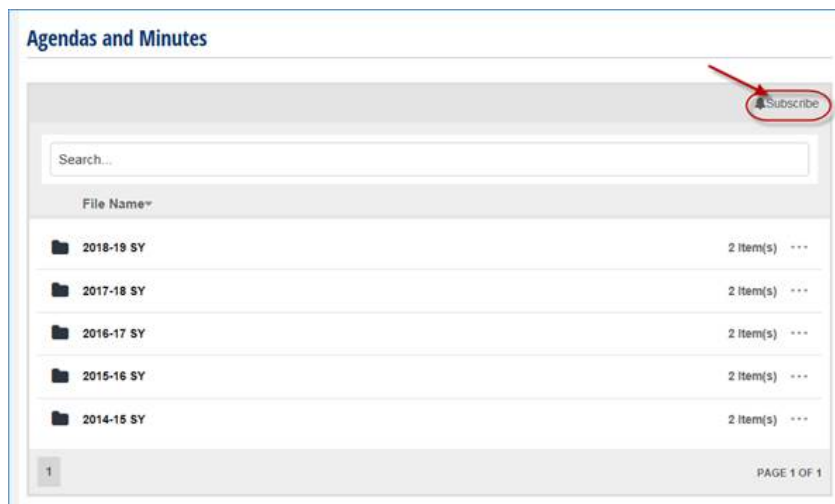 Agendas and Minutes
Subscribe
Search...
File Name
2018-19 SY 2 Item(s) ...
2017-18 SY 2 Item(s) ...
2016-17 SY 2 Item(s) ...
2015-16 SY 2 Item(s) ...
2014-15 SY 2 Item(s) ...
1 PAGE 1 OF 1